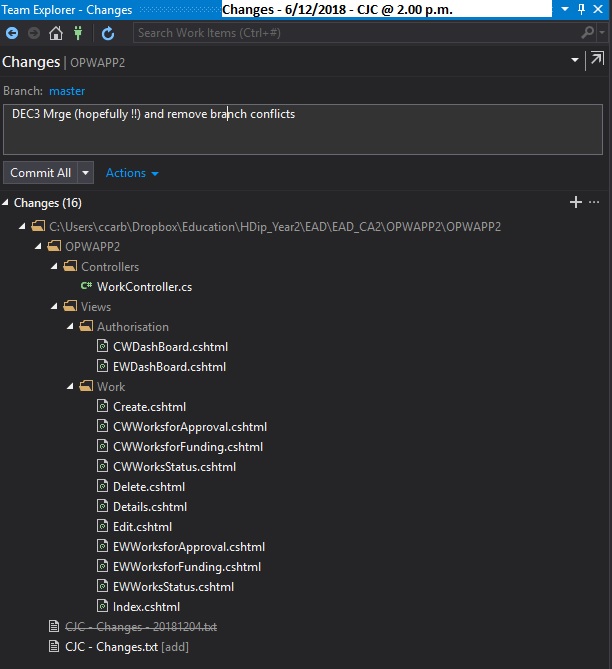 Team Explorer - Changes
Changes - 6/12/2018 - CJC @ 2.00 p.m.
Search Work Items (Ctrl+#)
Changes | OPWAPP2
Branch: master
DEC3 Mrge (hopefully !!) and remove branch conflicts
Commit All
Actions
Changes (16)
C:\Users\ccarb\Dropbox\Education\HDip_Year2\EAD\EAD_CA2\OPWAPP2\OPWAPP2
OPWAPP2
Controllers
C# WorkController.cs
Views
Authorisation
CWDashBoard.cshtml
EWDashBoard.cshtml
Work
Create.cshtml
CWWorksforApproval.cshtml
CWWorksforFunding.cshtml
CWWorksStatus.cshtml
Delete.cshtml
Details.cshtml
Edit.cshtml
EWWorksforApproval.cshtml
EWWorksforFunding.cshtml
EWWorksStatus.cshtml
Index.cshtml
CJC - Changes - 20181204.txt
CJC - Changes.txt [add]